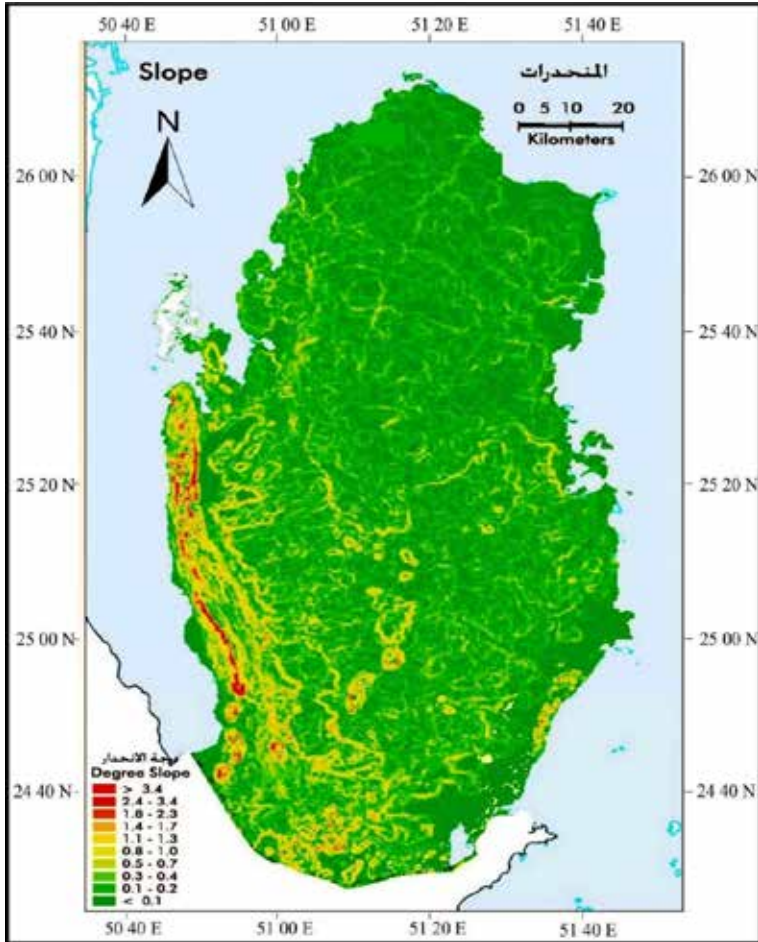 50 40 E 51 00 E 51 20 E 51 40 E
Slope
المنحدرات
N
0 5 10 20
Kilometers
26 00 N 26 00 N
25 40 N 25 40 N
25 20 N 25 20 N
25 00 N 25 00 N
24 40 N 24 40 N
درجة الانحدار
Degree Slope
> 3.4
2.4 - 3.4
1.8 - 2.3
1.4 - 1.7
1.1 - 1.3
0.8 - 1.0
0.5 - 0.7
0.3 - 0.4
0.1 - 0.2
< 0.1
50 40 E 51 00 E 51 20 E 51 40 E